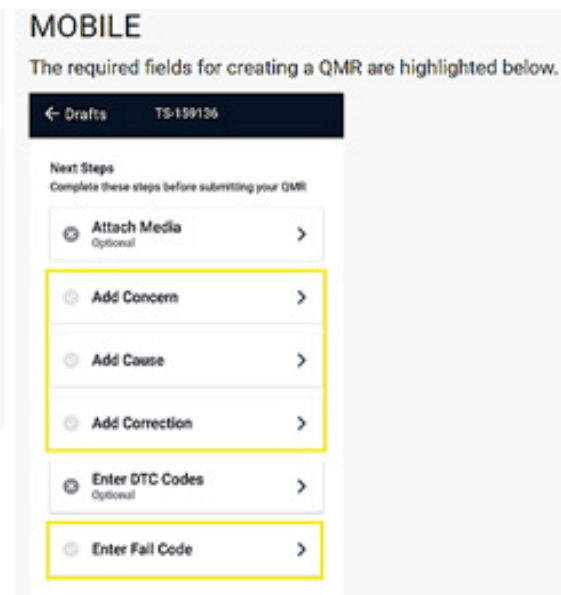 MOBILE
The required fields for creating a QMR are highlighted below.
← Drafts TS-159136
Next Steps
Complete these steps before submitting your QMR
Attach Media
Optional
Add Concern
Add Cause
Add Correction
Enter DTC Codes
Optional
Enter Fail Code